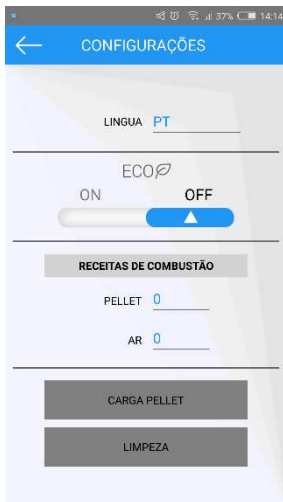 37% 14:14
CONFIGURAÇÕES
LINGUA PT
ECO
ON OFF
RECEITAS DE COMBUSTÃO
PELLET 0
AR 0
CARGA PELLET
LIMPEZA